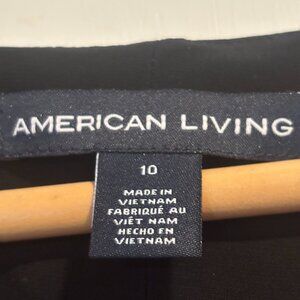 AMERICAN LIVING
10
MADE IN
VIETNAM
FABRIQUÉ AU
VIÊT NAM
HECHO EN
VIETNAM